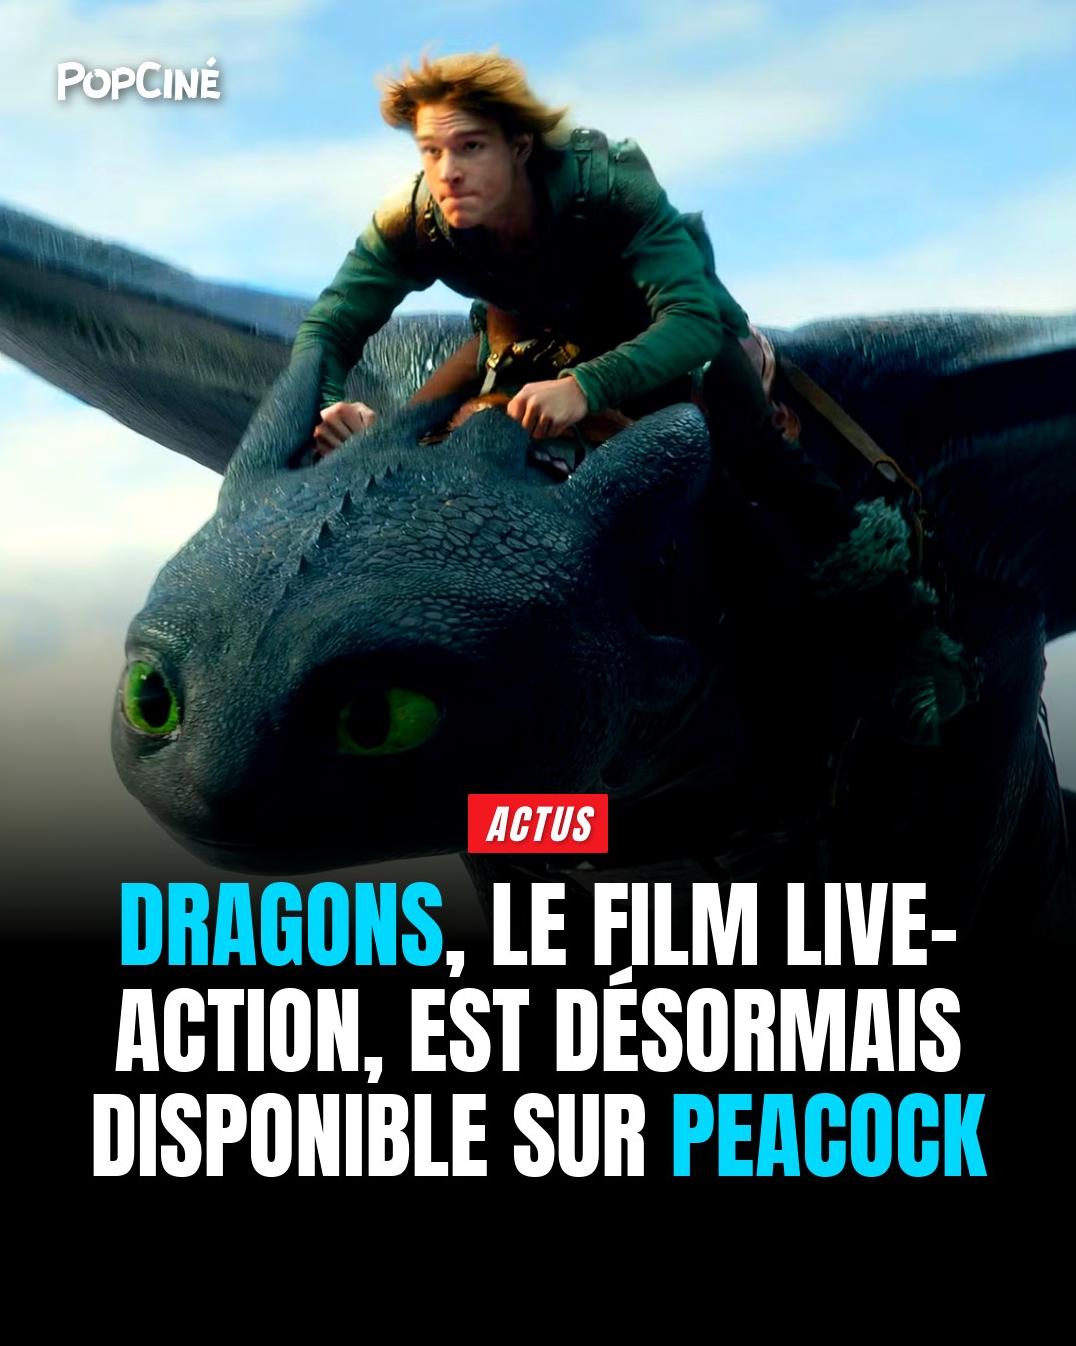 POPCINÉ
ACTUS
DRAGONS, LE FILM LIVE-
ACTION, EST DÉSORMAIS
DISPONIBLE SUR PEACOCK